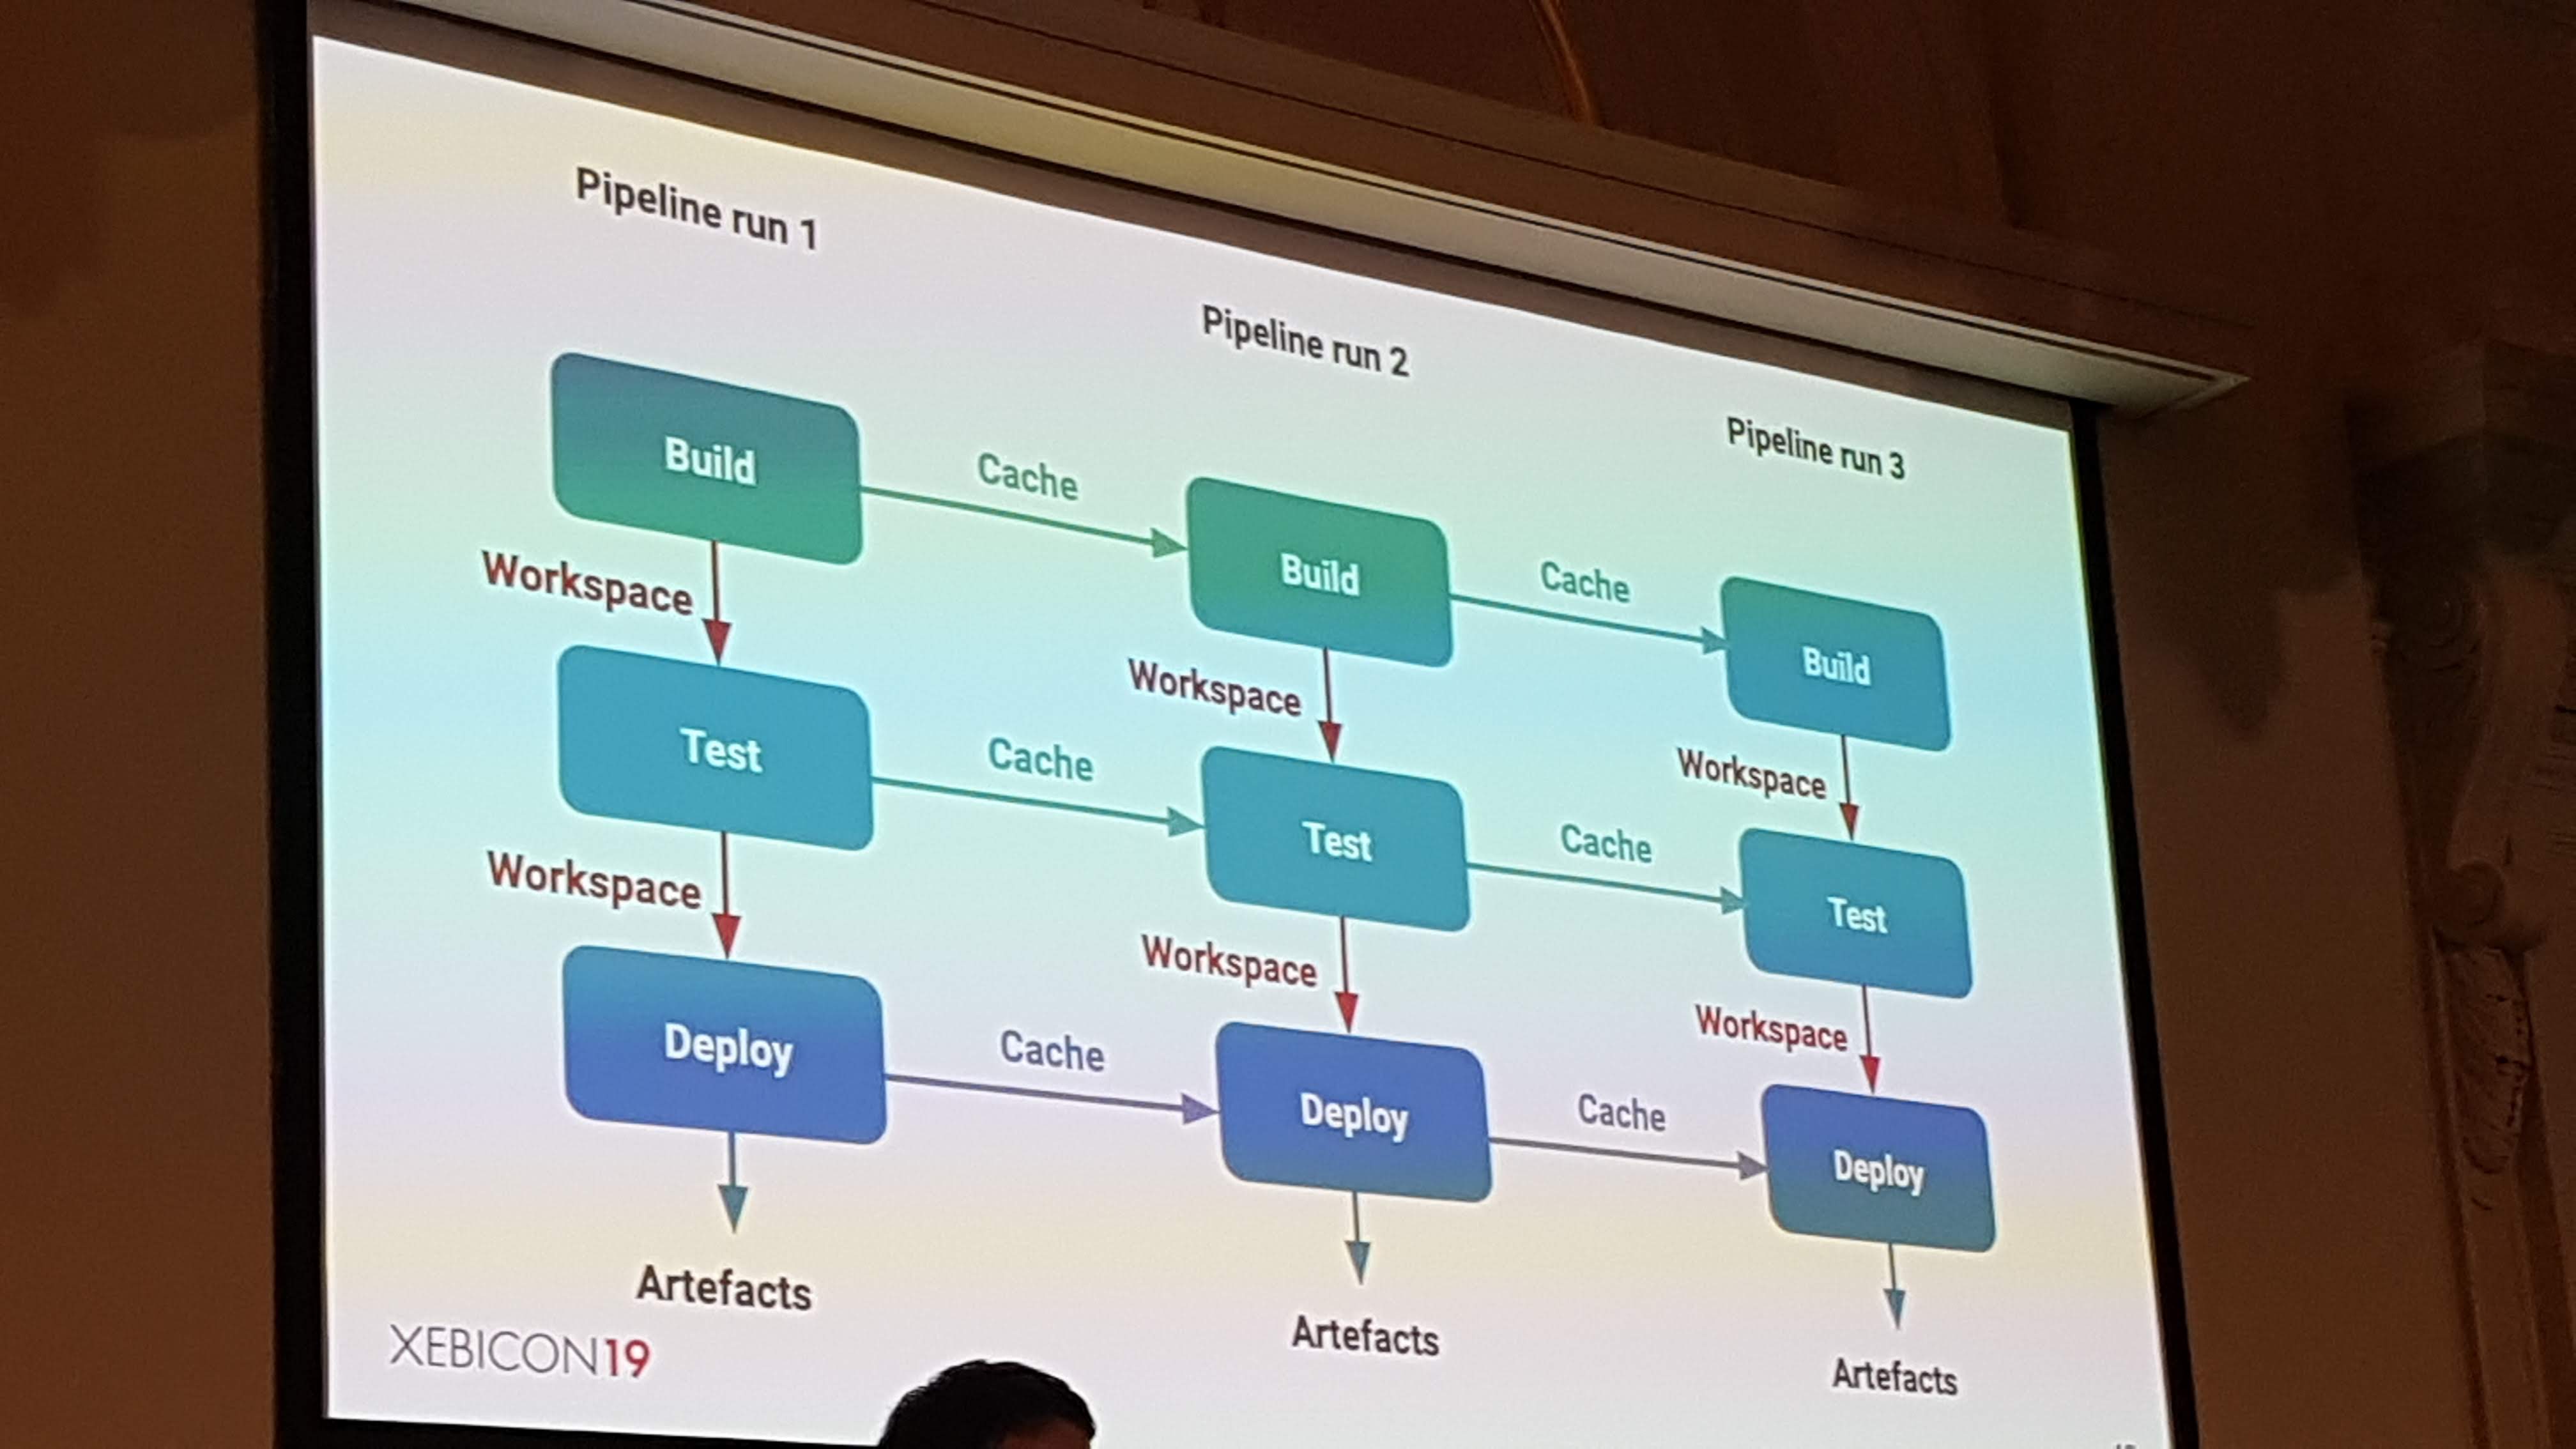 Pipeline run 1
Pipeline run 2
Pipeline run 3
Build
Cache
Build
Cache
Build
Workspace
Workspace
Workspace
Test
Cache
Test
Cache
Test
Workspace
Workspace
Workspace
Deploy
Cache
Deploy
Cache
Deploy
Artefacts
Artefacts
Artefacts
XEBICON19